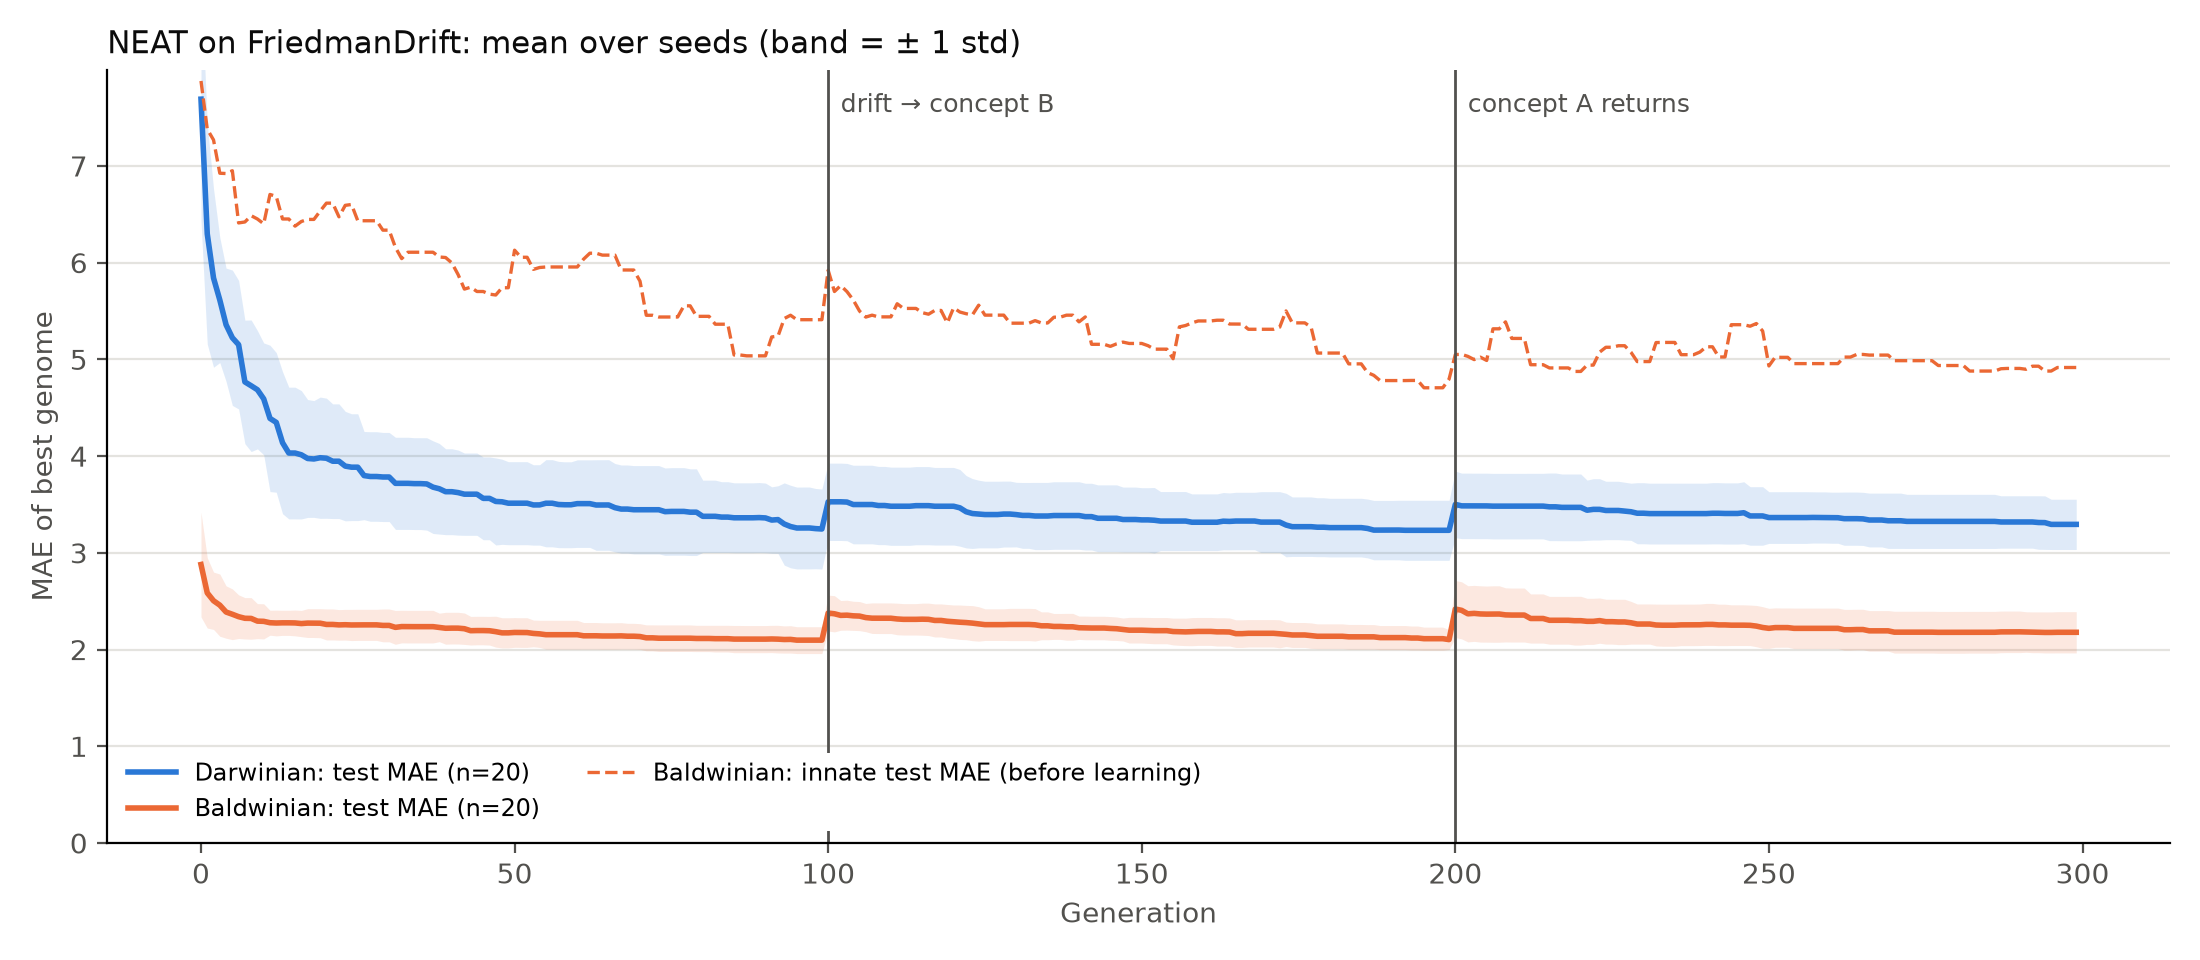 NEAT on FriedmanDrift: mean over seeds (band = ± 1 std)
drift → concept B
concept A returns
MAE of best genome
7
6
5
4
3
2
1
0
Darwinian: test MAE (n=20)
Baldwinian: innate test MAE (before learning)
Baldwinian: test MAE (n=20)
0
50
100
150
200
250
300
Generation